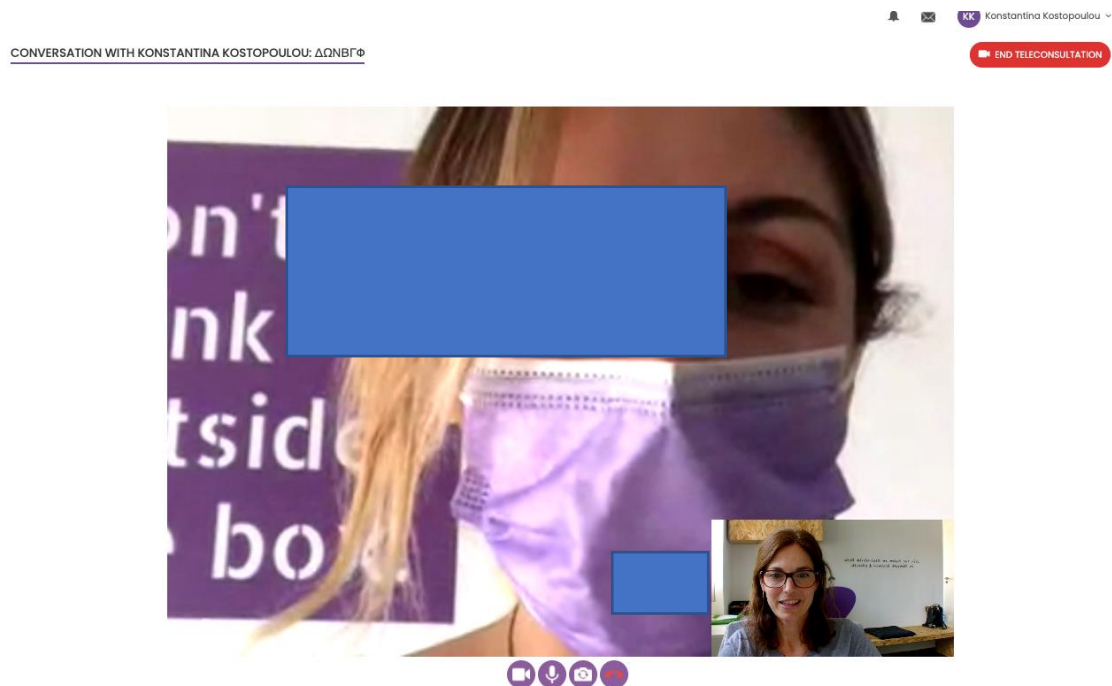 KK Konstantina Kostopoulou
CONVERSATION WITH KONSTANTINA KOSTOPOULOU: ΔΩΝΒΓΦ
END TELECONSULTATION
on't
nk
tside
bo